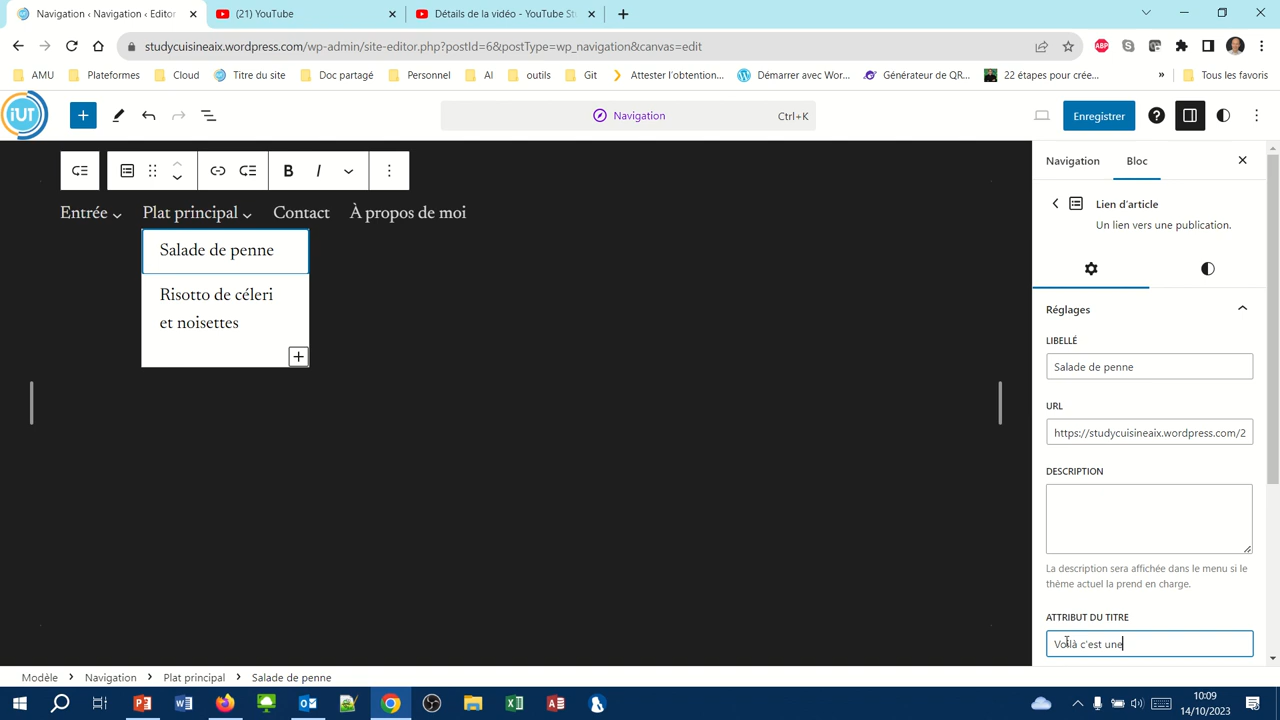 Navigation ‹ Navigation ‹ Editor
(21) YouTube
Détails de la vidéo - YouTube St
studycuisineaix.wordpress.com/wp-admin/site-editor.php?postId=6&postType=wp_navigation&canvas=edit
AMU
Plateformes
Cloud
Titre du site
Doc partagé
Personnel
AI
outils
Git
Attester l'obtention...
Démarrer avec Wor...
Générateur de QR...
22 étapes pour crée...
»
Tous les favoris
iUT
Navigation
Ctrl+K
Enregistrer
Entrée
Plat principal
Contact
À propos de moi
Salade de penne
Risotto de céleri
et noisettes
Navigation
Bloc
Lien d'article
Un lien vers une publication.
Réglages
LIBELLÉ
Salade de penne
URL
https://studycuisineaix.wordpress.com/2
DESCRIPTION
La description sera affichée dans le menu si le
thème actuel la prend en charge.
ATTRIBUT DU TITRE
Voilà c'est une
Modèle
Navigation
Plat principal
Salade de penne
10:09
14/10/2023